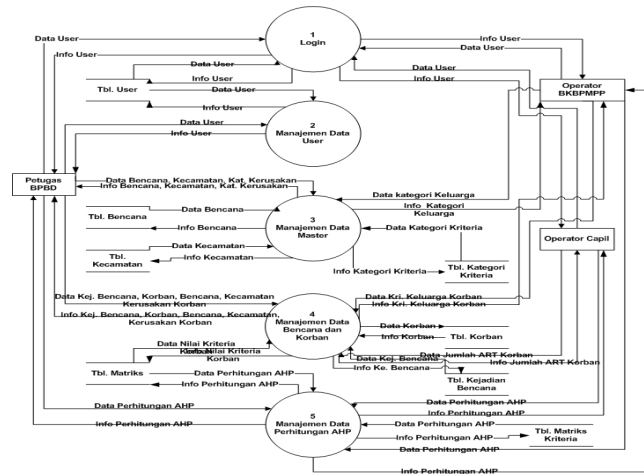 1
Login
Data User
Info User
Info User
Data User
Data User
Info User
Info User
Tbl. User
Data User
Info User
Data User
Info User
2
Manajemen Data
User
Operator
BKBPMPP
Petugas
BPBD
Data Bencana, Kecamatan, Kat. Kerusakan
Info Bencana, Kecamatan, Kat. Kerusakan
Data kategori Keluarga
Info Kategori
Keluarga
Tbl. Bencana
Data Bencana
Info Bencana
3
Manajemen Data
Master
Data Kategori Kriteria
Operator Capil
Tbl.
Kecamatan
Data Kecamatan
Info Kecamatan
Info Kategori Kriteria
Tbl. Kategori
Kriteria
Data Kej. Bencana, Korban, Bencana, Kecamatan
Kerusakan Korban
Info Kej. Bencana, Korban, Bencana, Kecamatan,
Kerusakan Korban
4
Manajemen Data
Bencana dan
Korban
Data Kri. Keluarga Korban
Info Kri. Keluarga Korban
Data Korban
Info Korban
Tbl. Korban
Data Nilai Kriteria
Info Nilai Kriteria
Korban
Data Jumlah ART Korban
Data Kej. Bencana
Info Jumlah ART Korban
Info Ke. Bencana
Tbl. Kejadian
Bencana
Tbl. Matriks
Data Perhitungan AHP
Info Perhitungan AHP
5
Manajemen Data
Perhitungan AHP
Data Perhitungan AHP
Info Perhitungan AHP
Data Perhitungan AHP
Info Perhitungan AHP
Data Perhitungan AHP
Info Perhitungan AHP
Tbl. Matriks
Kriteria
Data Perhitungan AHP
Info Perhitungan AHP